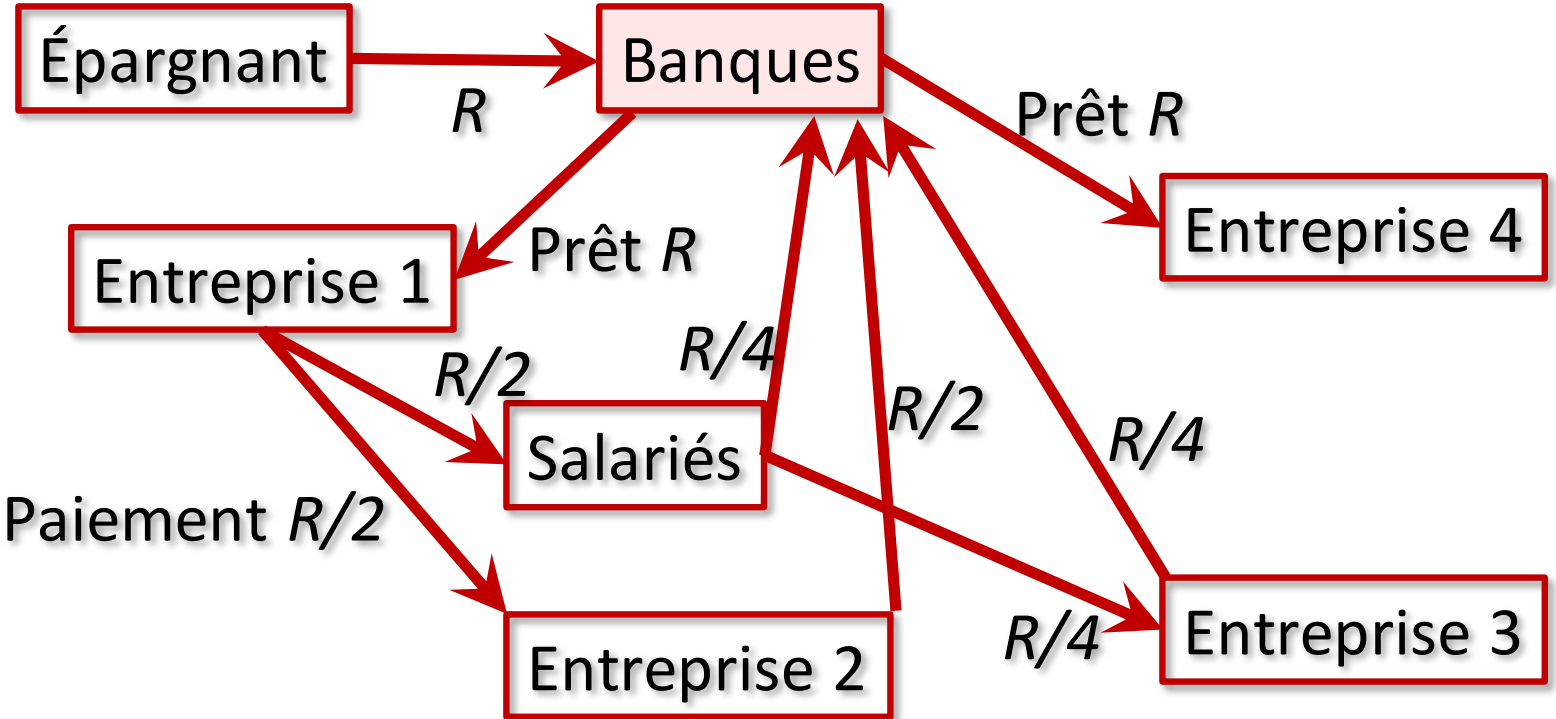 Épargnant
Banques
R
Prêt R
Entreprise 4
Entreprise 1
Prêt R
R/2
R/4
R/2
R/4
Salariés
Paiement R/2
R/4
Entreprise 3
Entreprise 2